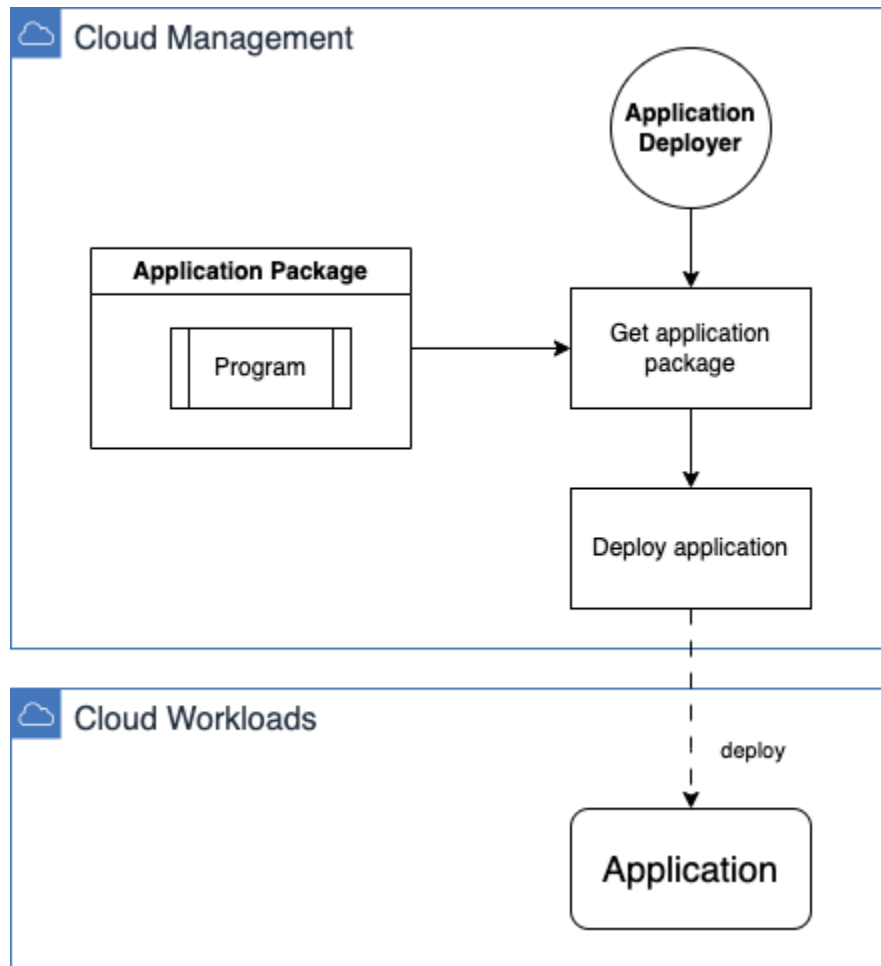 Cloud Management
Application
Deployer
Application Package
Program
Get application
package
Deploy application
Cloud Workloads
deploy
Application